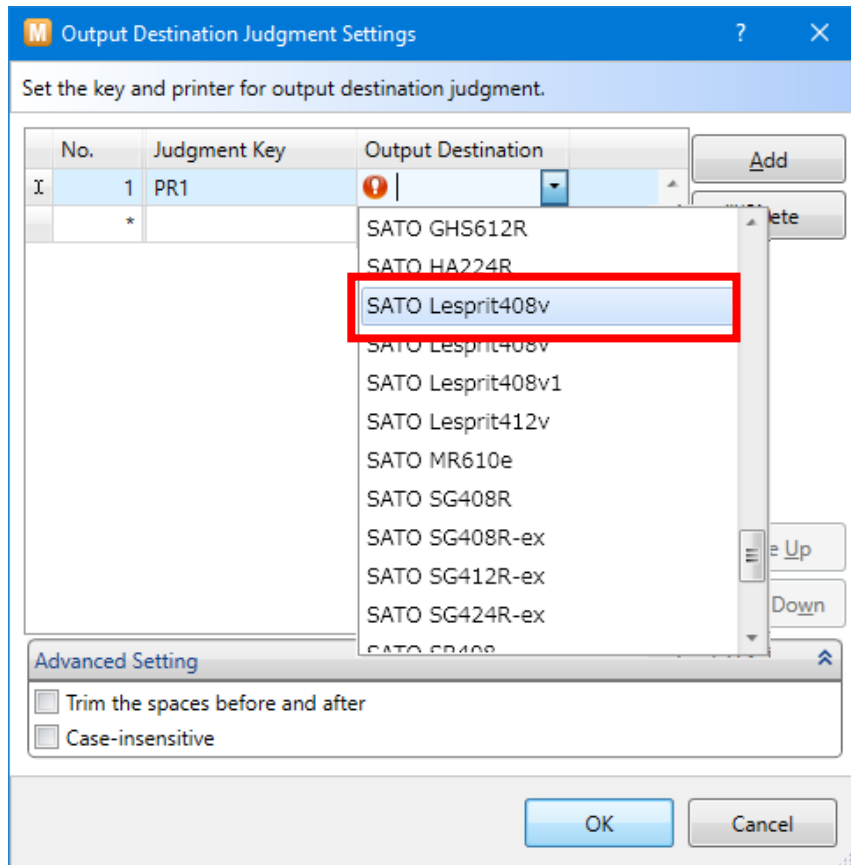 M Output Destination Judgment Settings ? ×
Set the key and printer for output destination judgment.
No. Judgment Key Output Destination
Add
1 PR1
*
SATO GHS612R
SATO HA224R
SATO Lesprit408v
SATO Lesprit408v
SATO Lesprit408v1
SATO Lesprit412v
SATO MR610e
SATO SG408R
SATO SG408R-ex
Up
SATO SG412R-ex
SATO SG424R-ex
Down
Advanced Setting
Trim the spaces before and after
Case-insensitive
OK Cancel